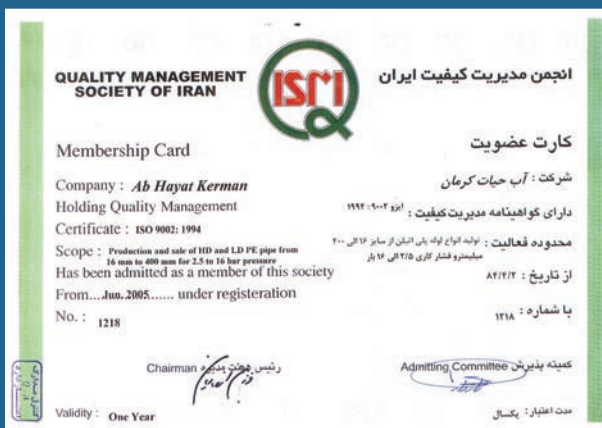 QUALITY MANAGEMENT
SOCIETY OF IRAN
انجمن مدیریت کیفیت ایران
Membership Card
Company : Ab Hayat Kerman
Holding Quality Management
Certificate : ISO 9002: 1994
Scope : Production and sale of HD and LD PE pipe from
16 mm to 400 mm for 2.5 to 16 bar pressure
Has been admitted as a member of this society
From....Jun. 2005...... under registeration
No. : 1218
Chairman
Validity : One Year
کارت عضویت
شرکت : آب حیات کرمان
دارای گواهینامه مدیریت کیفیت : ایزو ۹۰۰۲ : ۱۹۹۴
محدوده فعالیت : تولید انواع لوله پلی اتیلن از سایز ۱۶ الی ۴۰۰
میلیمتر و فشار کاری ۲/۵ الی ۱۶ بار
از تاریخ : ۸۴/۴/۲
با شماره : ۱۲۱۸
رئیس هیئت مدیره
Admitting Committee کمیته پذیرش
مدت اعتبار : یکسال